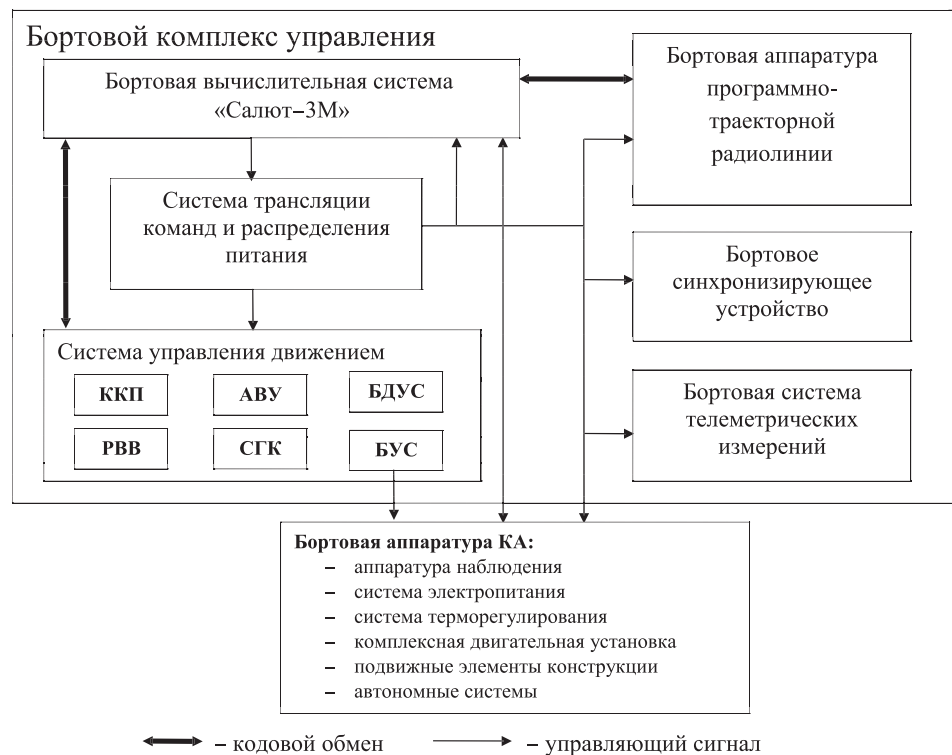 Бортовой комплекс управления
Бортовая вычислительная система
«Салют–3М»
Бортовая аппаратура
программно-
траекторной
радиолинии
Система трансляции
команд и распределения
питания
Бортовое
синхронизирующее
устройство
Система управления движением
ККП
АВУ
БДУС
РВВ
СГК
БУС
Бортовая система
телеметрических
измерений
Бортовая аппаратура КА:
– аппаратура наблюдения
– система электропитания
– система терморегулирования
– комплексная двигательная установка
– подвижные элементы конструкции
– автономные системы
– кодовой обмен
– управляющий сигнал